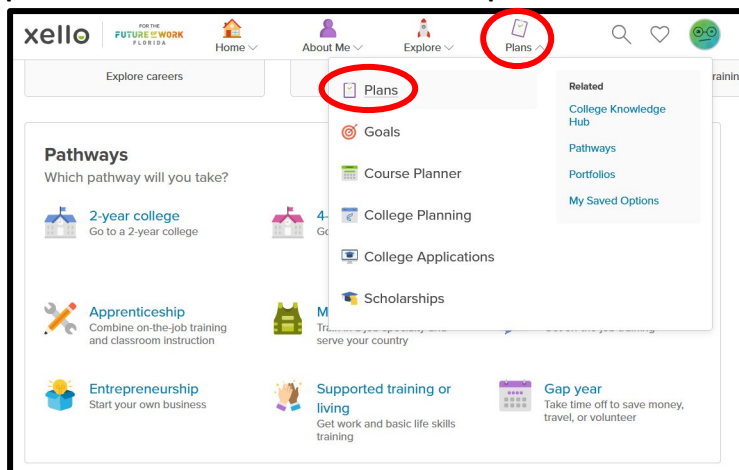 xello
FOR THE
FUTURE OF WORK
FLORIDA
Home
About Me
Explore
Plans
Explore careers
Plans
Goals
Course Planner
College Planning
College Applications
Scholarships
Related
College Knowledge
Hub
Pathways
Portfolios
My Saved Options
Pathways
Which pathway will you take?
2-year college
Go to a 2-year college
4-
Apprenticeship
Combine on-the-job training
and classroom instruction
serve your country
Entrepreneurship
Start your own business
Supported training or
living
Get work and basic life skills
training
Gap year
Take time off to save money,
travel, or volunteer